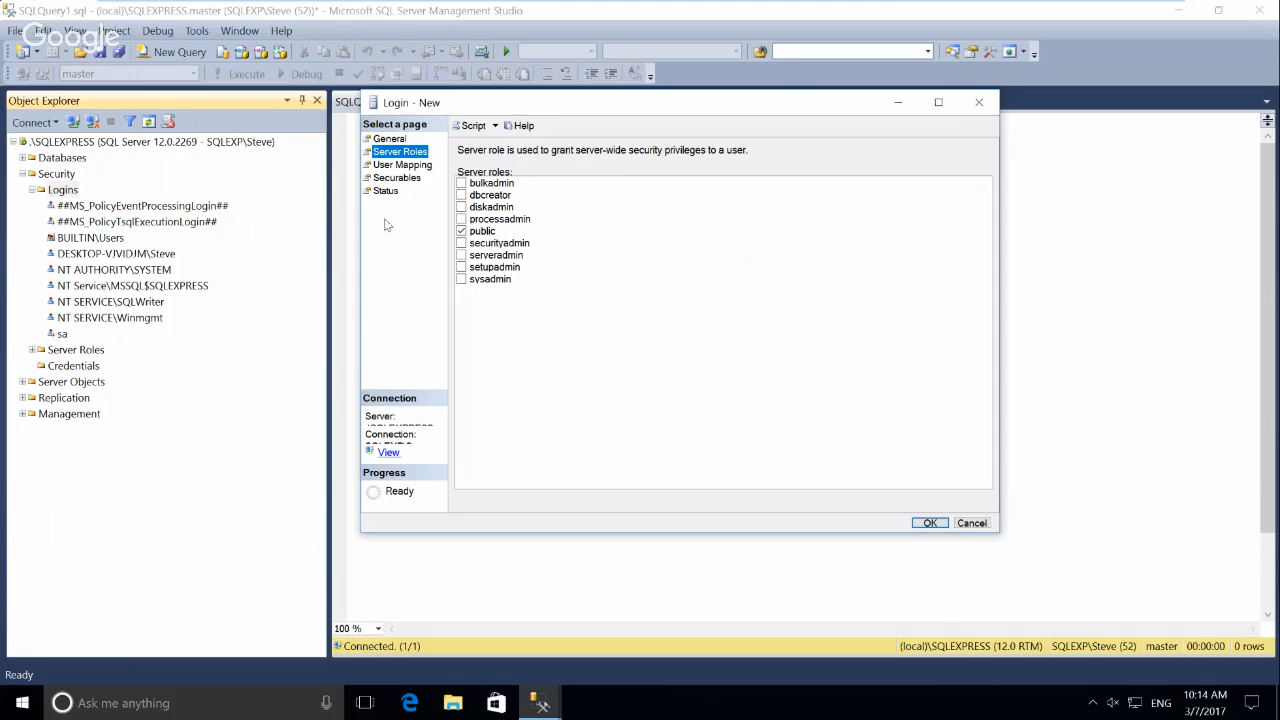 SQLQuery1.sql - (local)\SQLEXPRESS.master (SQLEXP\Steve (52))* - Microsoft SQL Server Management Studio
File Edit View Project Debug Tools Window Help
Google
New Query
master
Execute
Debug
Object Explorer
Connect
.\SQLEXPRESS (SQL Server 12.0.2269 - SQLEXP\Steve)
Databases
Security
Logins
##MS_PolicyEventProcessingLogin##
##MS_PolicyTsqlExecutionLogin##
BUILTIN\Users
DESKTOP-VJVIDJM\Steve
NT AUTHORITY\SYSTEM
NT Service\MSSQL$SQLEXPRESS
NT SERVICE\SQLWriter
NT SERVICE\Winmgmt
sa
Server Roles
Credentials
Server Objects
Replication
Management
SQLQ
Login - New
Select a page
General
Server Roles
User Mapping
Securables
Status
Connection
Server:
Connection:
View
Progress
Ready
Script Help
Server role is used to grant server-wide security privileges to a user.
Server roles:
bulkadmin
dbcreator
diskadmin
processadmin
public
securityadmin
serveradmin
setupadmin
sysadmin
OK Cancel
100 %
Connected. (1/1)
(local)\SQLEXPRESS (12.0 RTM) SQLEXP\Steve (52) master 00:00:00 0 rows
Ready
Ask me anything
ENG
10:14 AM
3/7/2017